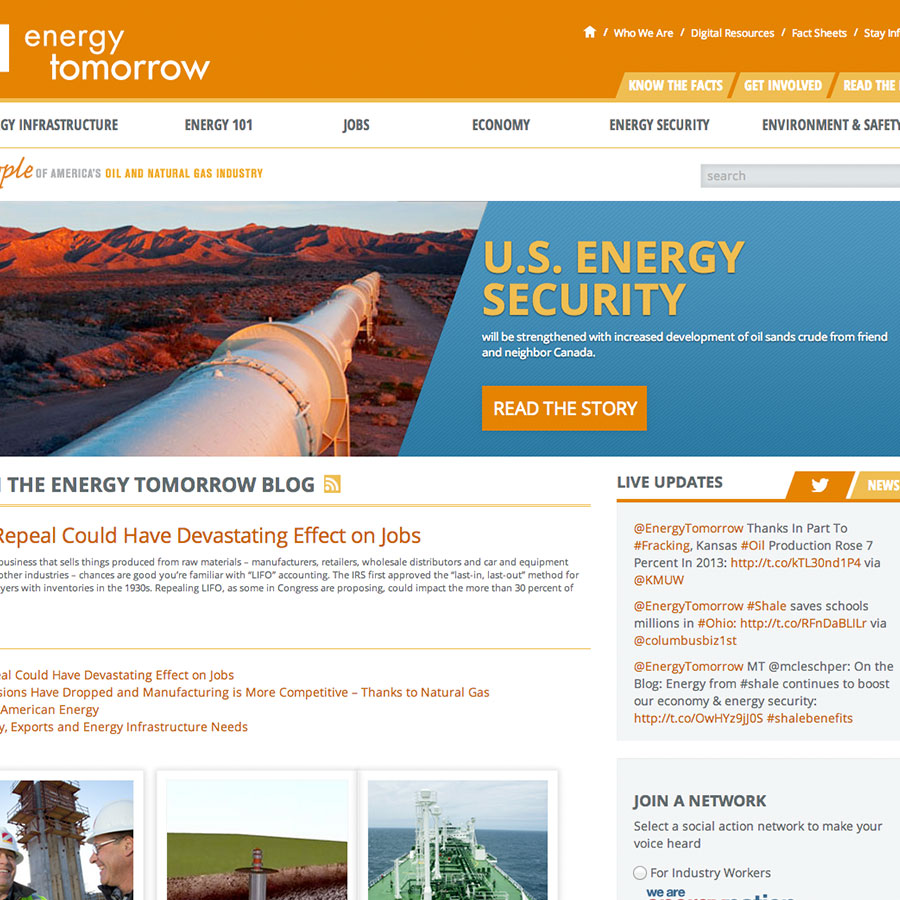 energy
tomorrow
/ Who We Are / Digital Resources / Fact Sheets / Stay
KNOW THE FACTS GET INVOLVED READ THE
INFRASTRUCTURE ENERGY 101 JOBS ECONOMY ENERGY SECURITY ENVIRONMENT & SAFETY
OF AMERICA'S OIL AND NATURAL GAS INDUSTRY
search
U.S. ENERGY
SECURITY
will be strengthened with increased development of oil sands crude from friend
and neighbor Canada.
READ THE STORY
THE ENERGY TOMORROW BLOG
Repeal Could Have Devastating Effect on Jobs
business that sells things produced from raw materials – manufacturers, retailers, wholesale distributors and car and equipment
other industries – chances are good you're familiar with “LIFO” accounting. The IRS first approved the “last-in, last-out” method for
with inventories in the 1930s. Repealing LIFO, as some in Congress are proposing, could impact the more than 30 percent of
Could Have Devastating Effect on Jobs
Have Dropped and Manufacturing is More Competitive – Thanks to Natural Gas
American Energy
Exports and Energy Infrastructure Needs
LIVE UPDATES NEWS
@EnergyTomorrow Thanks In Part To
#Fracking, Kansas #Oil Production Rose 7
Percent In 2013: http://t.co/kTL30nd1P4 via
@KMUW
@EnergyTomorrow #Shale saves schools
millions in #Ohio: http://t.co/RFnDaBLILr via
@columbusbiz1st
@EnergyTomorrow MT @mcleschper: On the
Blog: Energy from #shale continues to boost
our economy & energy security:
http://t.co/OwHYz9jJ0S #shalebenefits
JOIN A NETWORK
Select a social action network to make your
voice heard
For Industry Workers
we are